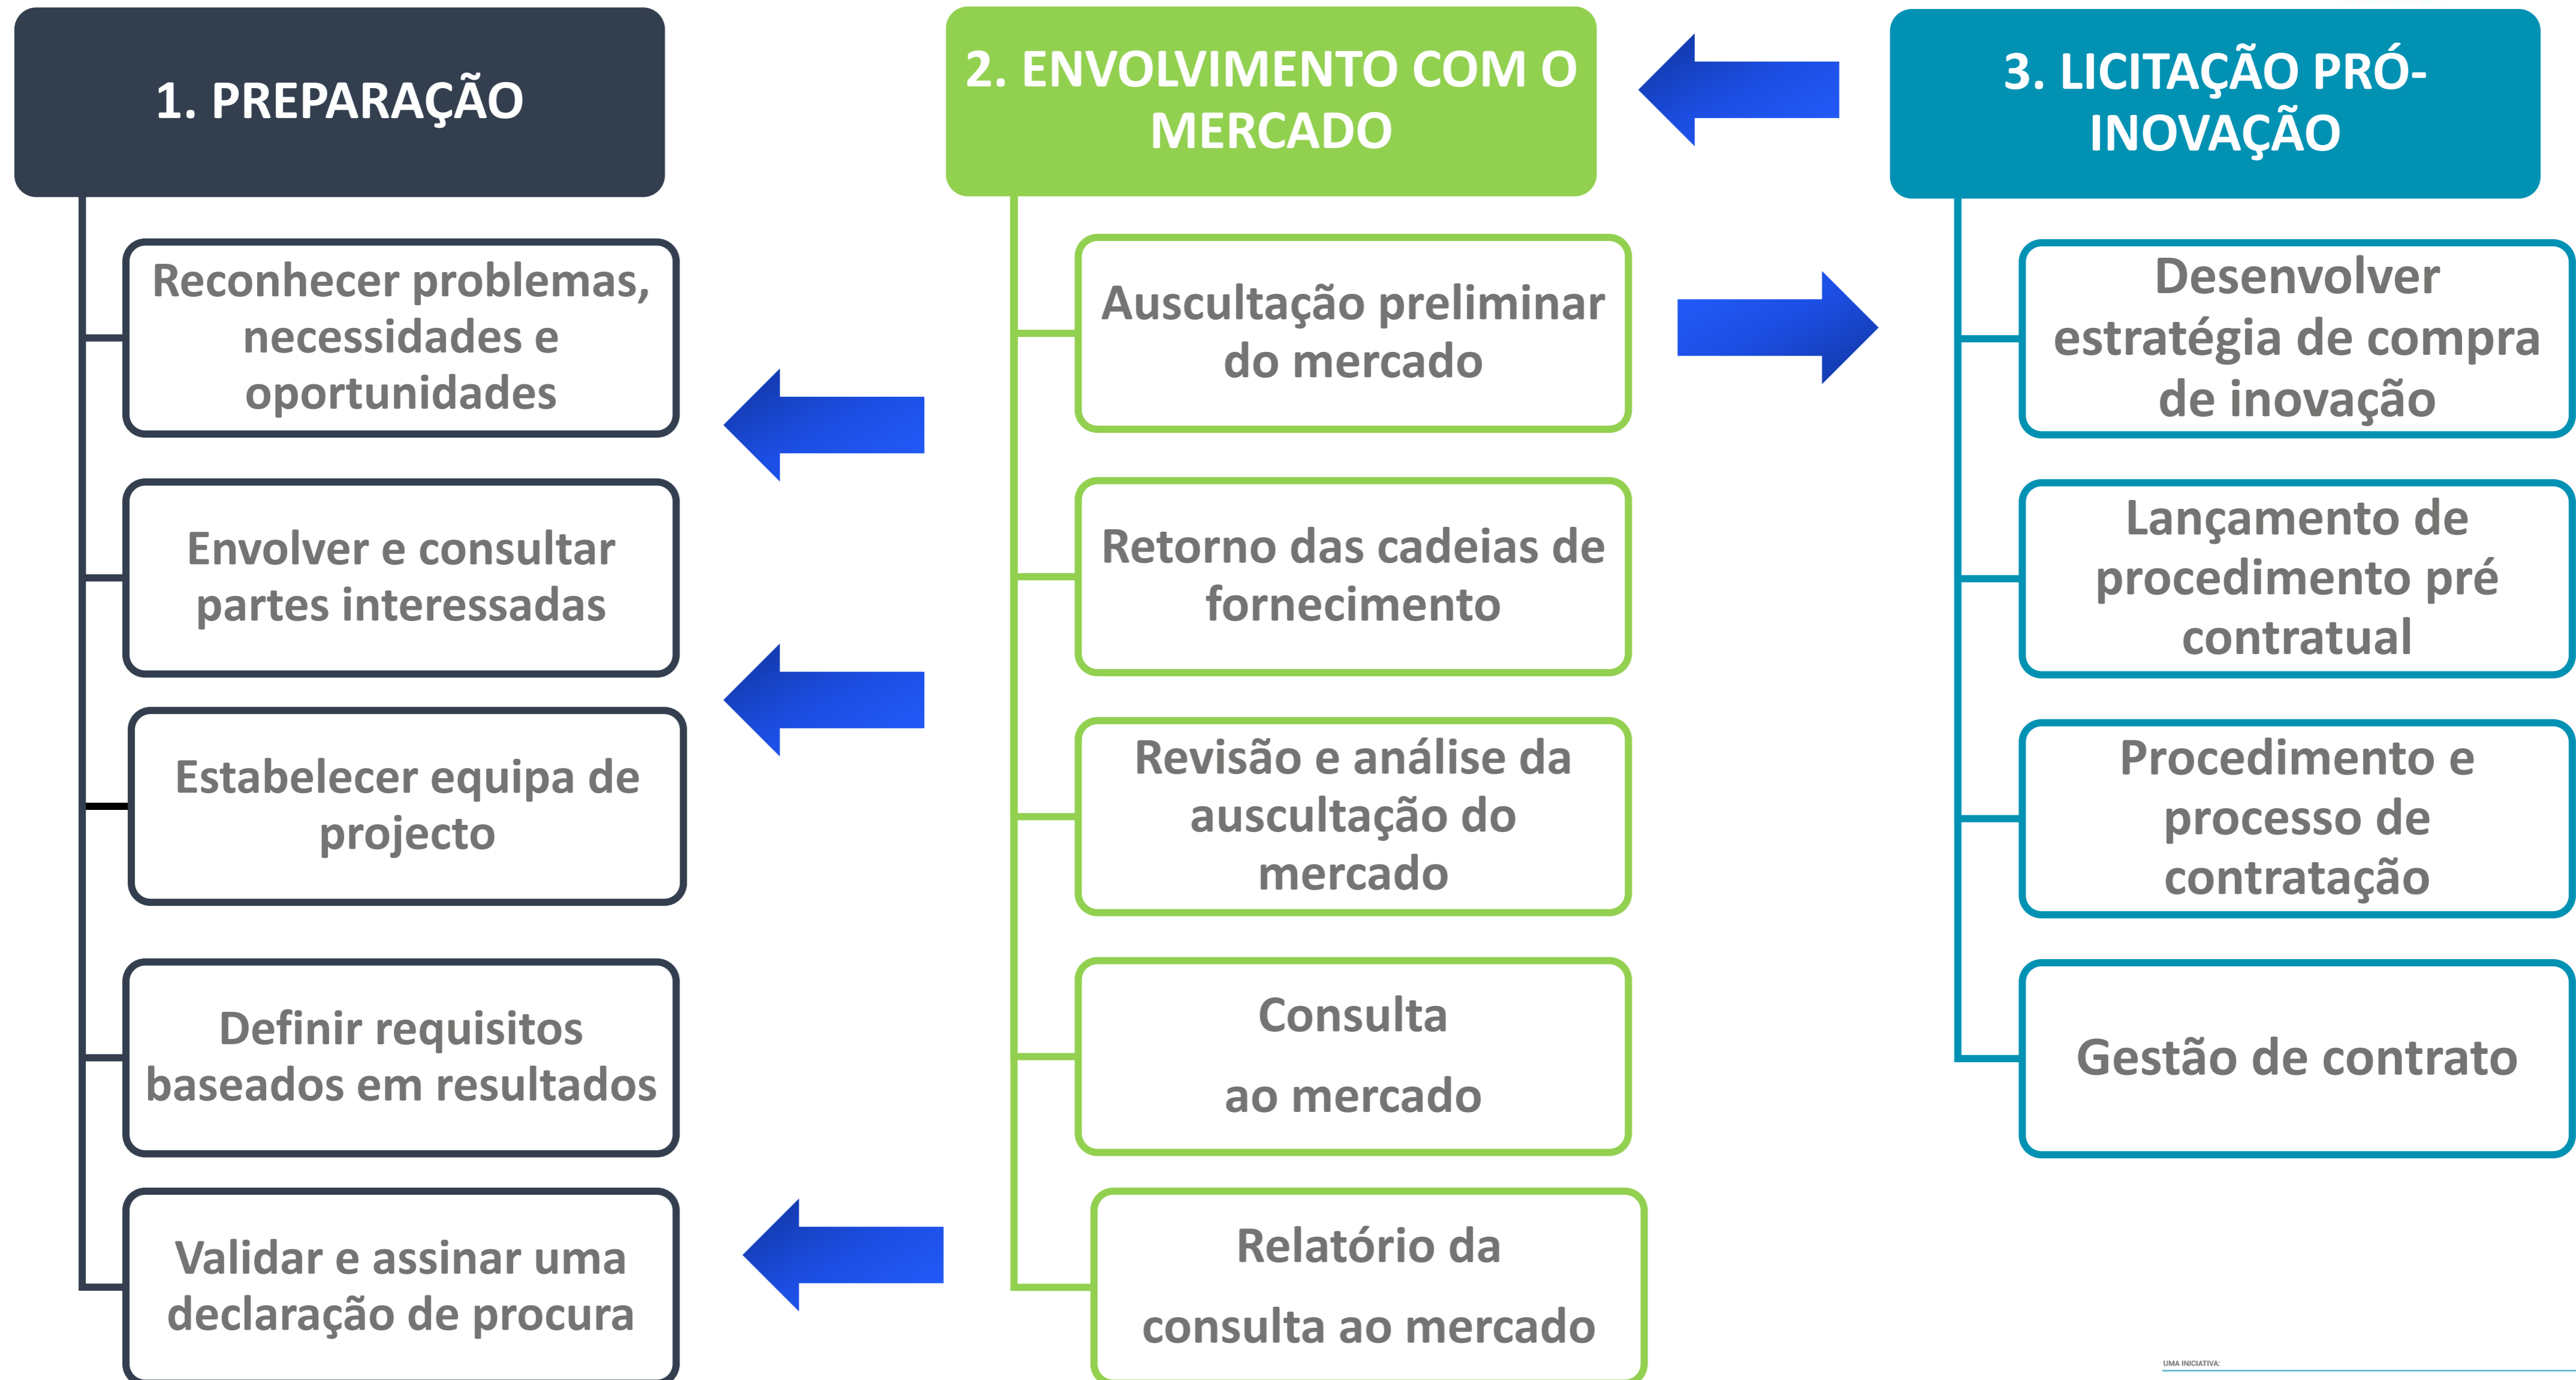 1. PREPARAÇÃO
Reconhecer problemas,
necessidades e
oportunidades
Envolver e consultar
partes interessadas
Estabelecer equipa de
projecto
Definir requisitos
baseados em resultados
Validar e assinar uma
declaração de procura
2. ENVOLVIMENTO COM O
MERCADO
Auscultação preliminar
do mercado
Retorno das cadeias de
fornecimento
Revisão e análise da
auscultação do
mercado
Consulta
ao mercado
Relatório da
consulta ao mercado
3. LICITAÇÃO PRÓ-
INOVAÇÃO
Desenvolver
estratégia de compra
de inovação
Lançamento de
procedimento pré
contratual
Procedimento e
processo de
contratação
Gestão de contrato
UMA INICIATIVA: